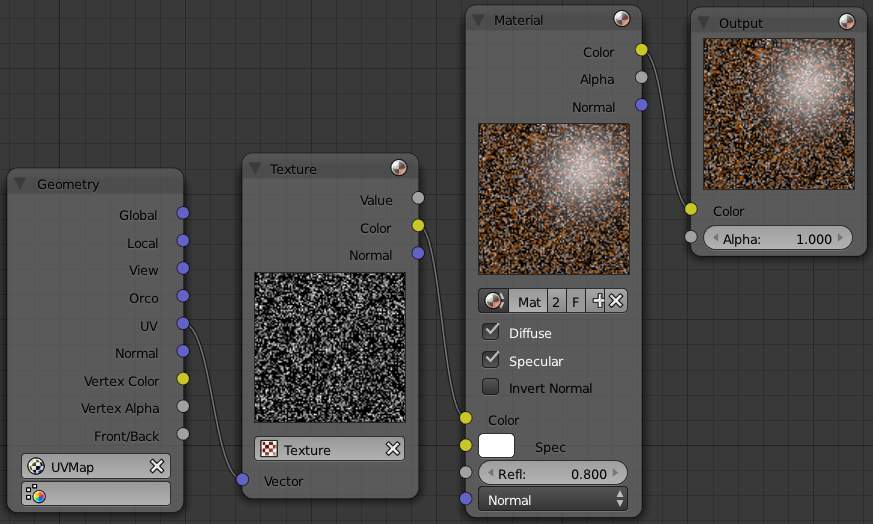 Geometry
Global
Local
View
Orco
UV
Normal
Vertex Color
Vertex Alpha
Front/Back
UVMap
Texture
Value
Color
Normal
Texture
Vector
Material
Color
Alpha
Normal
Mat 2 F
Diffuse
Specular
Invert Normal
Color
Spec
Refl: 0.800
Normal
Output
Color
Alpha: 1.000